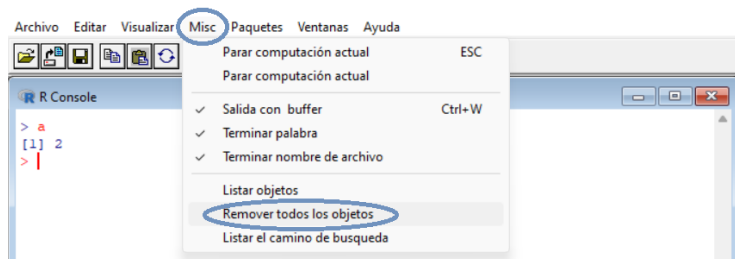 Archivo Editar Visualizar Misc Paquetes Ventanas Ayuda
Parar computación actual ESC
Parar computación actual
R Console
Salida con buffer Ctrl+W
> a
Terminar palabra
[1] 2
Terminar nombre de archivo
>
Listar objetos
Remover todos los objetos
Listar el camino de busqueda